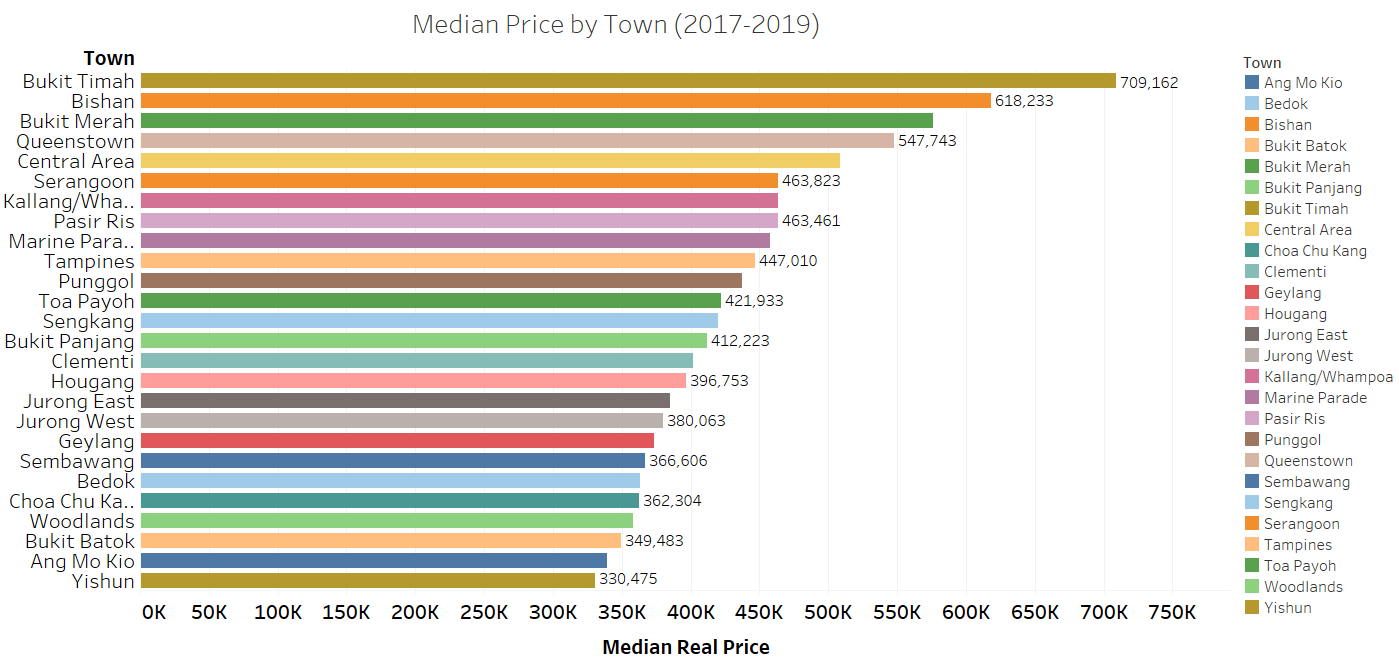 Median Price by Town (2017-2019)
Town
Bukit Timah 709,162
Bishan 618,233
Bukit Merah
Queenstown 547,743
Central Area
Serangoon 463,823
Kallang/Wha..
Pasir Ris 463,461
Marine Para..
Tampines 447,010
Punggol
Toa Payoh 421,933
Sengkang
Bukit Panjang 412,223
Clementi
Hougang 396,753
Jurong East
Jurong West 380,063
Geylang
Sembawang 366,606
Bedok
Choa Chu Ka.. 362,304
Woodlands
Bukit Batok 349,483
Ang Mo Kio
Yishun 330,475
0K 50K 100K 150K 200K 250K 300K 350K 400K 450K 500K 550K 600K 650K 700K 750K
Median Real Price
Town
Ang Mo Kio
Bedok
Bishan
Bukit Batok
Bukit Merah
Bukit Panjang
Bukit Timah
Central Area
Choa Chu Kang
Clementi
Geylang
Hougang
Jurong East
Jurong West
Kallang/Whampoa
Marine Parade
Pasir Ris
Punggol
Queenstown
Sembawang
Sengkang
Serangoon
Tampines
Toa Payoh
Woodlands
Yishun